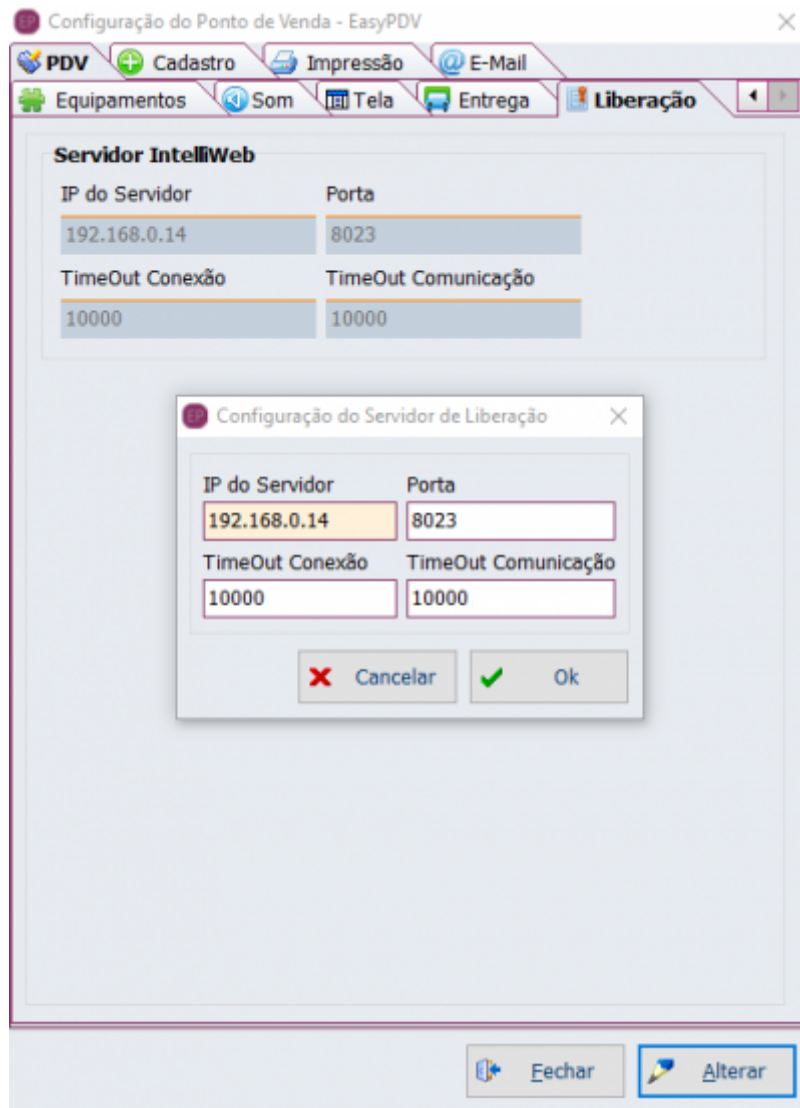 EP Configuração do Ponto de Venda - EasyPDV
PDV Cadastro Impressão E-Mail
Equipamentos Som Tela Entrega Liberação
Servidor IntelliWeb
IP do Servidor Porta
192.168.0.14 8023
TimeOut Conexão TimeOut Comunicação
10000 10000
EP Configuração do Servidor de Liberação
IP do Servidor Porta
192.168.0.14 8023
TimeOut Conexão TimeOut Comunicação
10000 10000
Cancelar Ok
Fechar Alterar